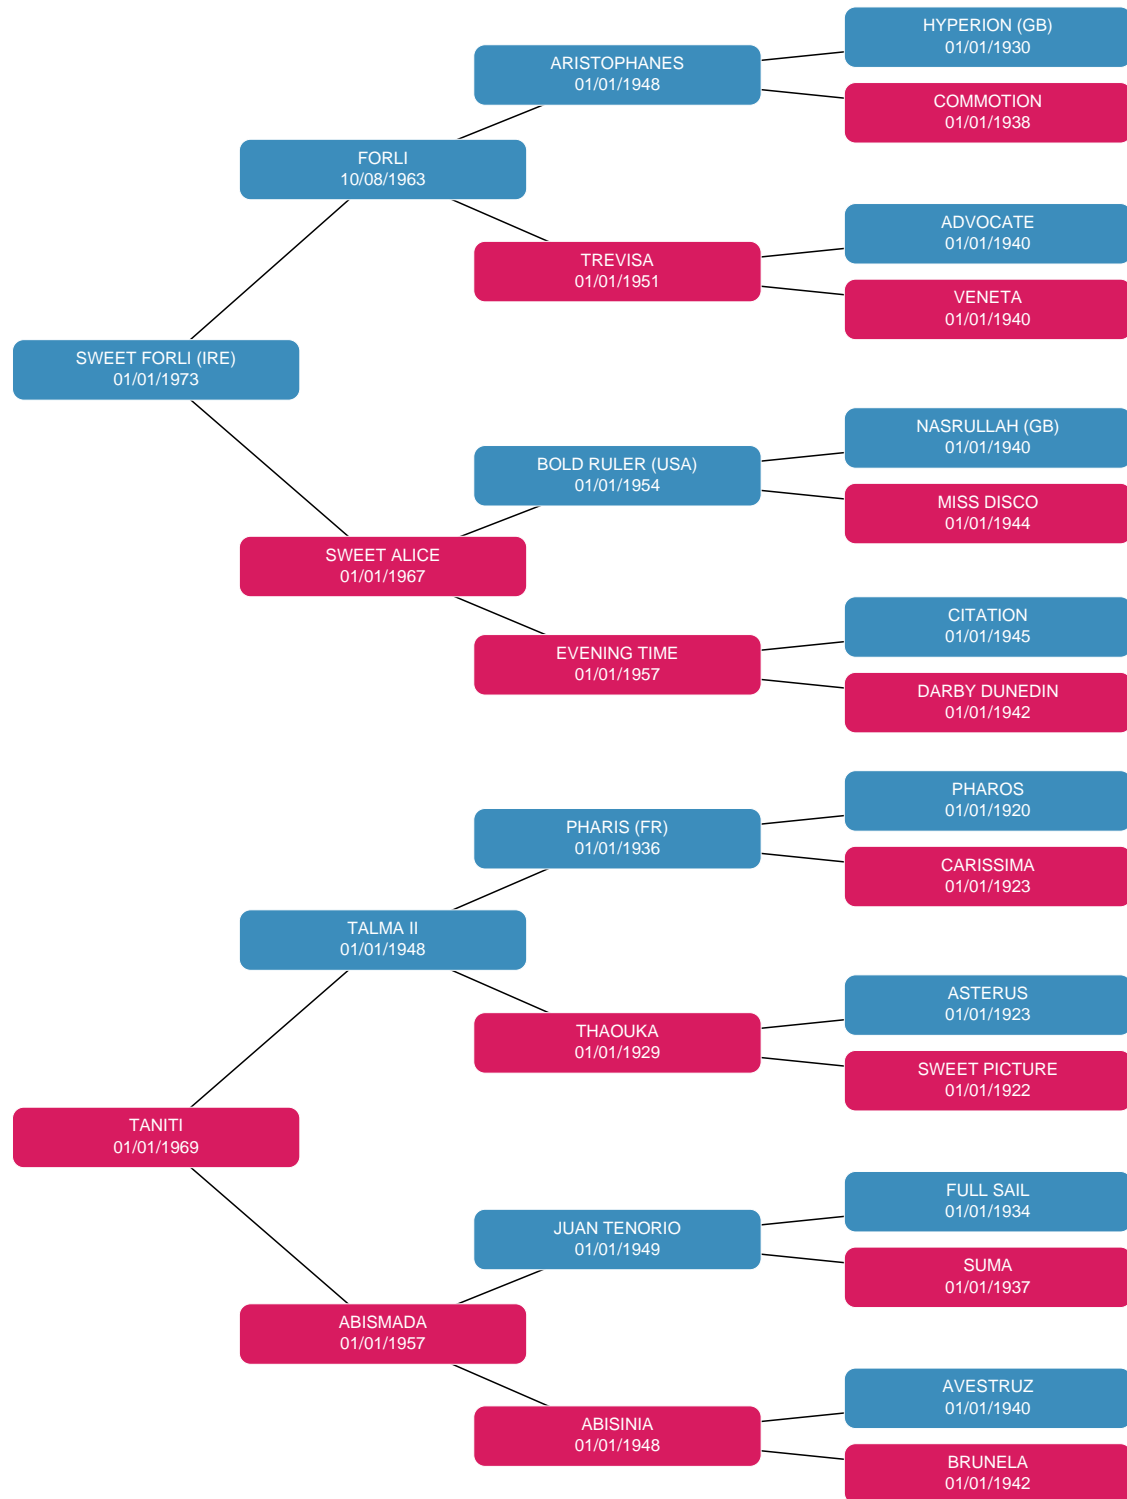 HYPERION (GB)
01/01/1930
ARISTOPHANES
01/01/1948
COMMOTION
01/01/1938
FORLI
10/08/1963
ADVOCATE
01/01/1940
TREVISA
01/01/1951
VENETA
01/01/1940
SWEET FORLI (IRE)
01/01/1973
NASRULLAH (GB)
01/01/1940
BOLD RULER (USA)
01/01/1954
MISS DISCO
01/01/1944
SWEET ALICE
01/01/1967
CITATION
01/01/1945
EVENING TIME
01/01/1957
DARBY DUNEDIN
01/01/1942
PHAROS
01/01/1920
PHARIS (FR)
01/01/1936
CARISSIMA
01/01/1923
TALMA II
01/01/1948
ASTERUS
01/01/1923
THAOUKA
01/01/1929
SWEET PICTURE
01/01/1922
TANITI
01/01/1969
FULL SAIL
01/01/1934
JUAN TENORIO
01/01/1949
SUMA
01/01/1937
ABISMADA
01/01/1957
AVESTRUZ
01/01/1940
ABISINIA
01/01/1948
BRUNELA
01/01/1942